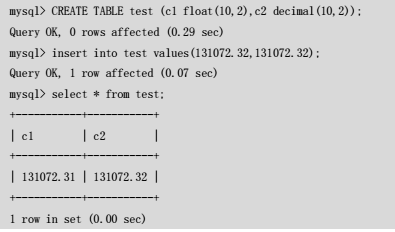 mysql> CREATE TABLE test (c1 float(10,2),c2 decimal(10,2));
Query OK, 0 rows affected (0.29 sec)
mysql> insert into test values(131072.32,131072.32);
Query OK, 1 row affected (0.07 sec)
mysql> select * from test;
+-----------+-----------+
| c1        | c2        |
+-----------+-----------+
| 131072.31 | 131072.32 |
+-----------+-----------+
1 row in set (0.00 sec)